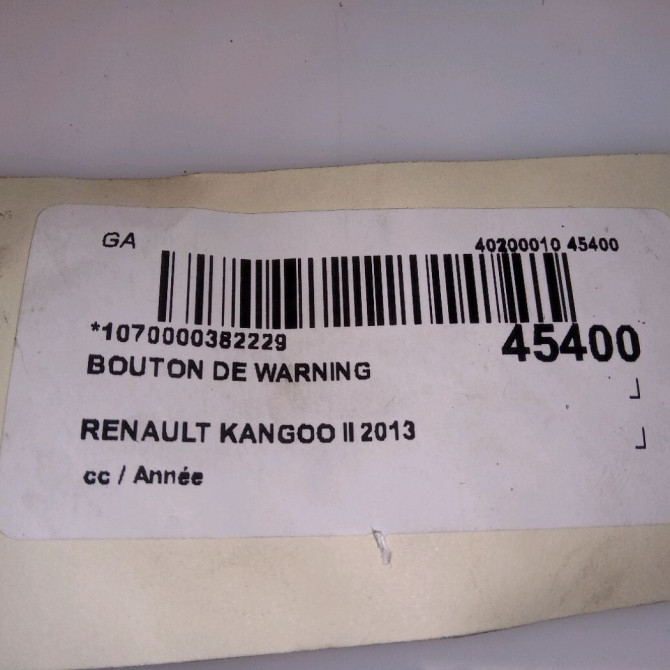 GA 40200010 45400
*1070000382229 45400
BOUTON DE WARNING
RENAULT KANGOO II 2013
cc / Année